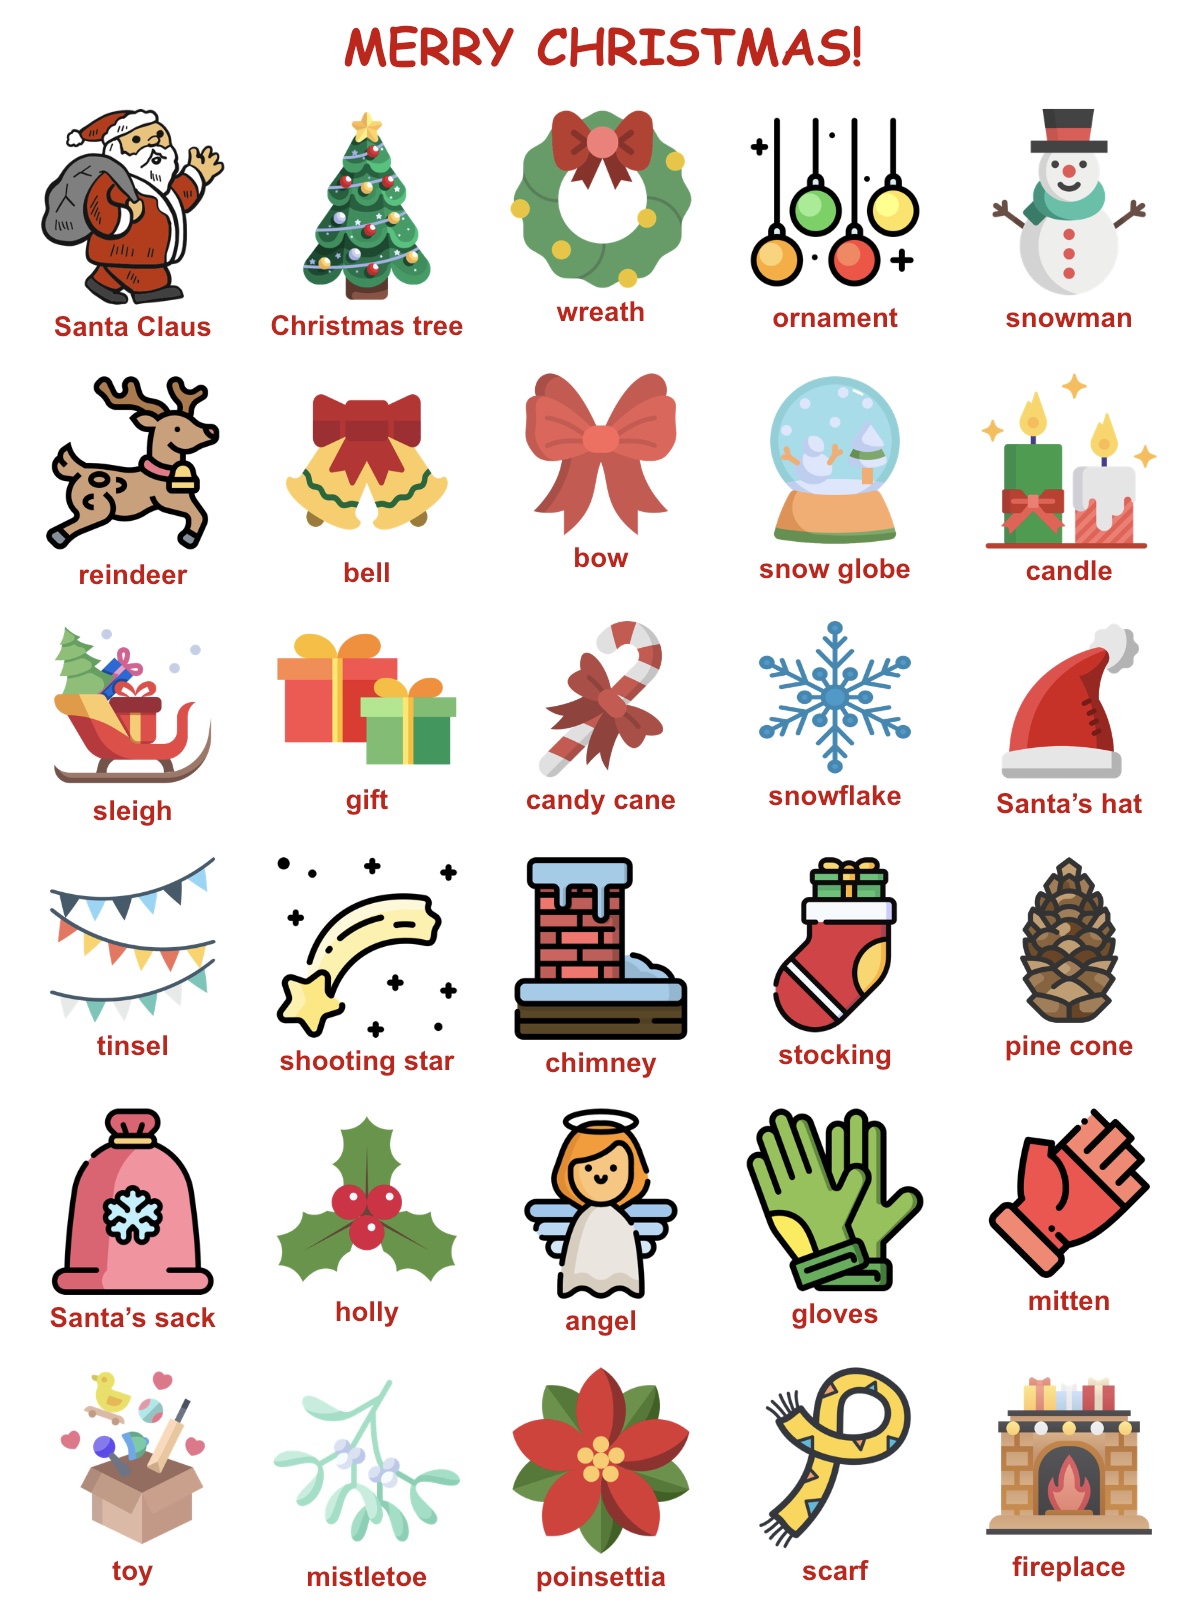 MERRY CHRISTMAS!
Santa Claus
Christmas tree
wreath
ornament
snowman
reindeer
bell
bow
snow globe
candle
sleigh
gift
candy cane
snowflake
Santa’s hat
tinsel
shooting star
chimney
stocking
pine cone
Santa’s sack
holly
angel
gloves
mitten
toy
mistletoe
poinsettia
scarf
fireplace